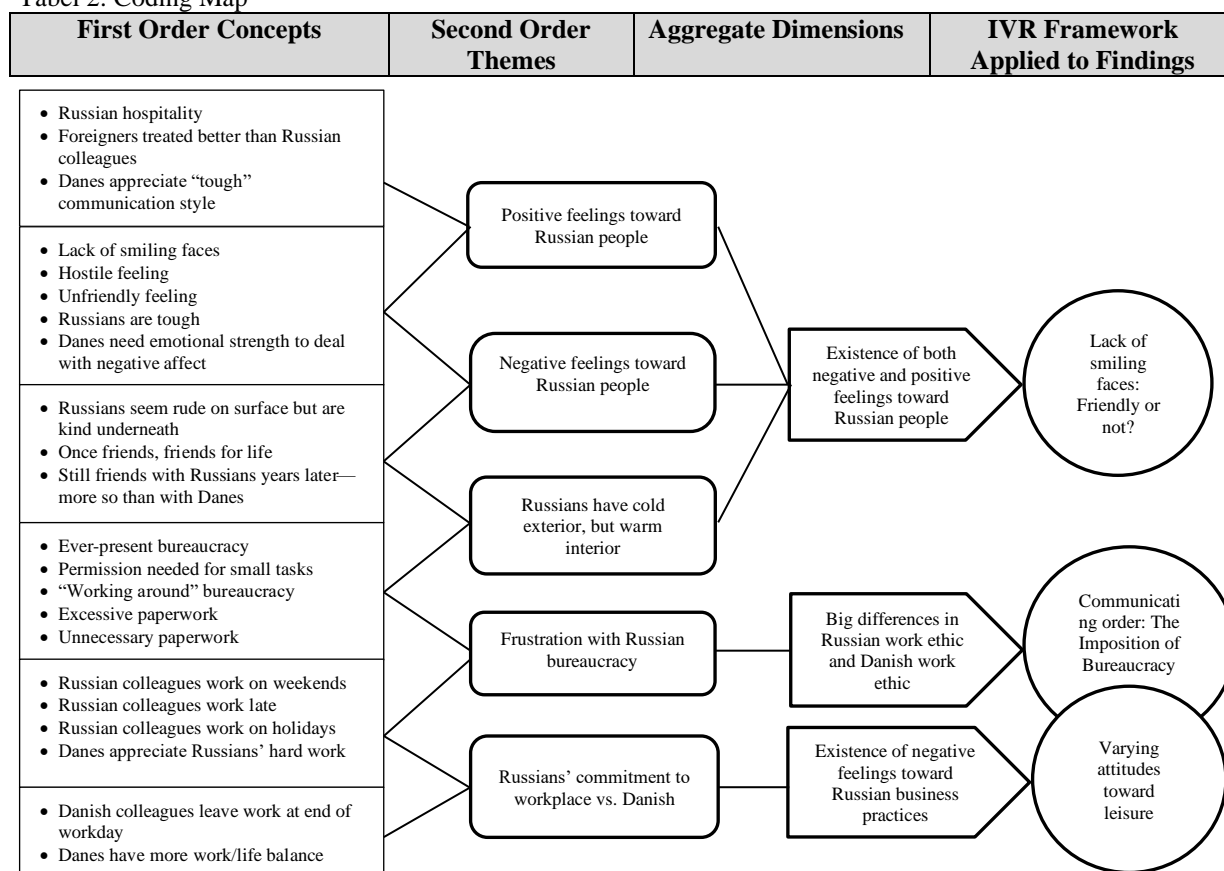 Tabel 2: Coding Map
First Order Concepts
Second Order
Themes
Aggregate Dimensions
IVR Framework
Applied to Findings
• Russian hospitality
• Foreigners treated better than Russian
colleagues
• Danes appreciate “tough”
communication style
• Lack of smiling faces
• Hostile feeling
• Unfriendly feeling
• Russians are tough
• Danes need emotional strength to deal
with negative affect
• Russians seem rude on surface but are
kind underneath
• Once friends, friends for life
• Still friends with Russians years later—
more so than with Danes
• Ever-present bureaucracy
• Permission needed for small tasks
• “Working around” bureaucracy
• Excessive paperwork
• Unnecessary paperwork
• Russian colleagues work on weekends
• Russian colleagues work late
• Russian colleagues work on holidays
• Danes appreciate Russians’ hard work
• Danish colleagues leave work at end of
workday
• Danes have more work/life balance
Positive feelings toward
Russian people
Negative feelings toward
Russian people
Russians have cold
exterior, but warm
interior
Frustration with Russian
bureaucracy
Russians’ commitment to
workplace vs. Danish
Existence of both
negative and positive
feelings toward
Russian people
Big differences in
Russian work ethic
and Danish work
ethic
Existence of negative
feelings toward
Russian business
practices
Lack of
smiling
faces:
Friendly or
not?
Communicati
ng order: The
Imposition of
Bureaucracy
Varying
attitudes
toward
leisure